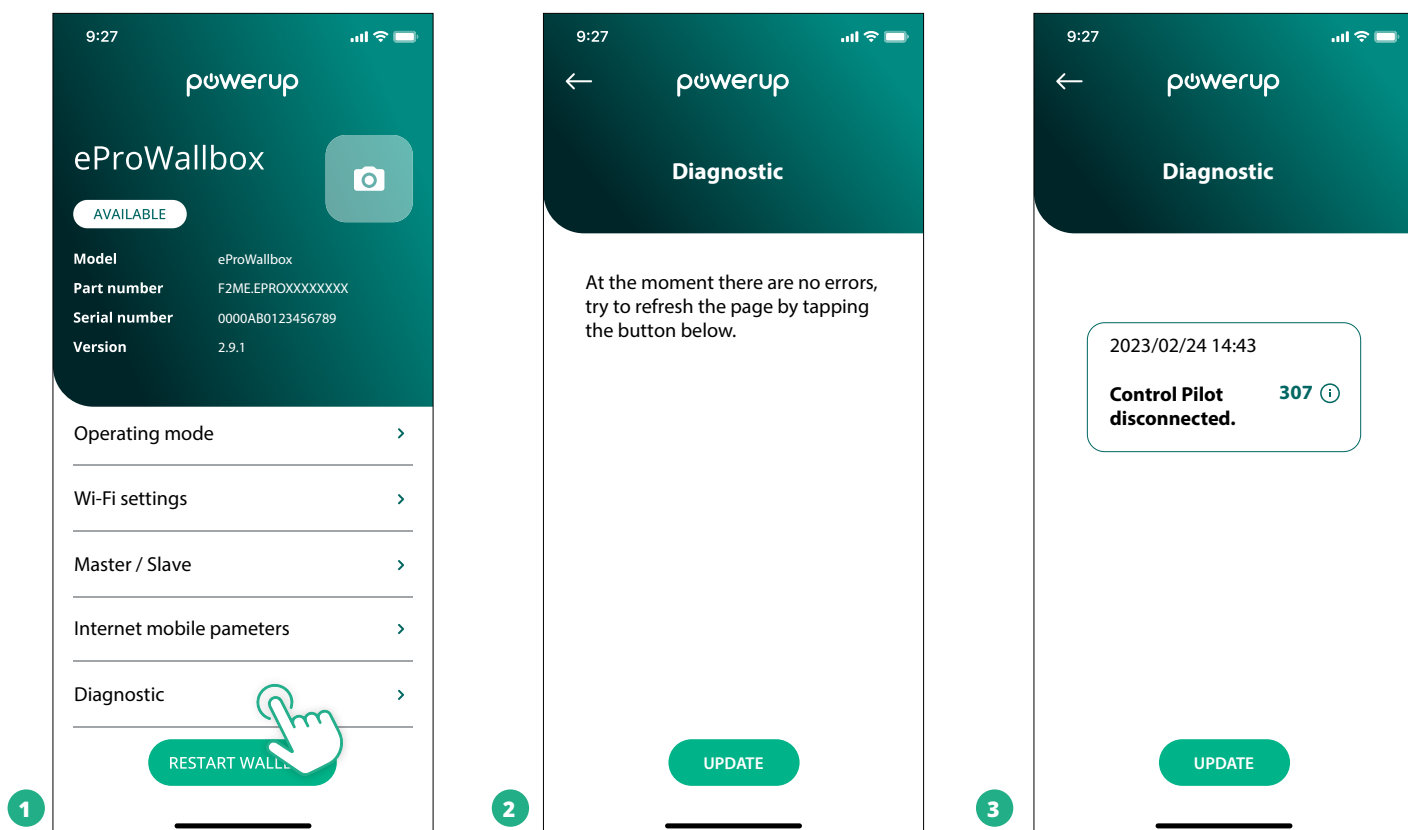 9:27
powerup
eProWallbox
AVAILABLE
Model eProWallbox
Part number F2ME.EPROXXXXXXXX
Serial number 0000AB0123456789
Version 2.9.1
Operating mode
Wi-Fi settings
Master / Slave
Internet mobile pameters
Diagnostic
RESTART WALL
1
9:27
powerup
Diagnostic
At the moment there are no errors,
try to refresh the page by tapping
the button below.
UPDATE
2
9:27
powerup
Diagnostic
2023/02/24 14:43
Control Pilot 307 i
disconnected.
UPDATE
3